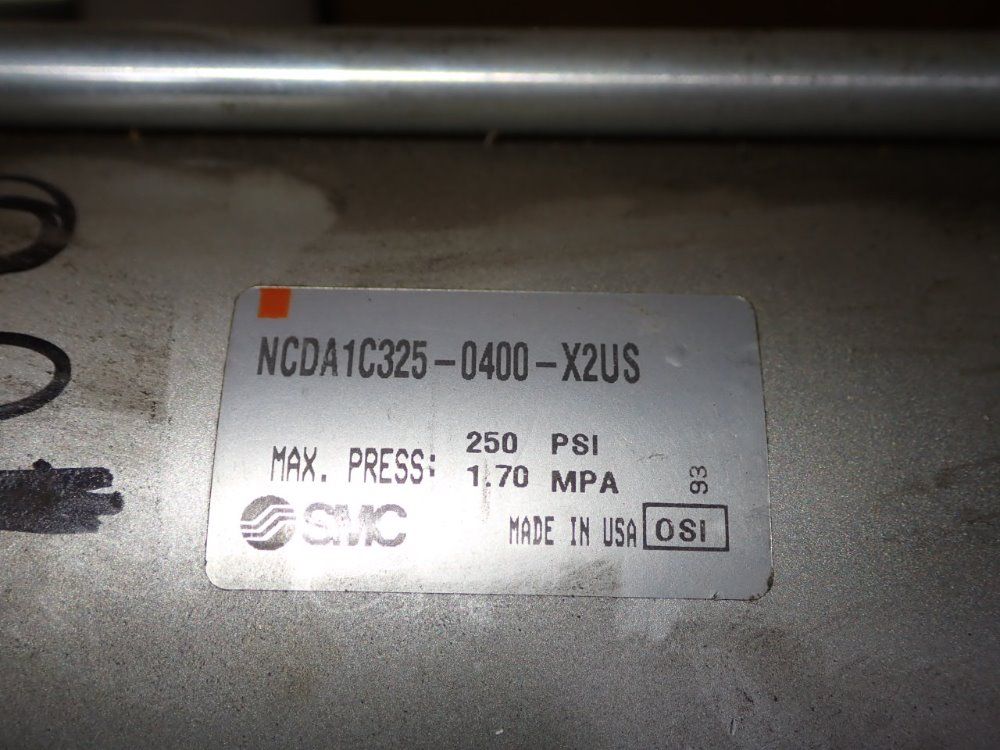 NCDA1C325-0400-X2US
MAX. PRESS: 250 PSI
1.70 MPA
93
SMC
MADE IN USA OSI